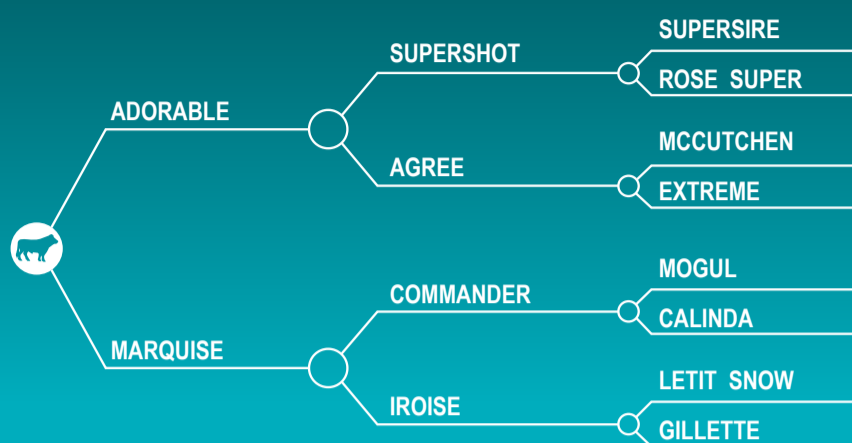 SUPERSIRE
SUPERSHOT
ROSE SUPER
ADORABLE
MCCUTCHEN
AGREE
EXTREME
MOGUL
COMMANDER
CALINDA
MARQUISE
LETIT SNOW
IROISE
GILLETTE